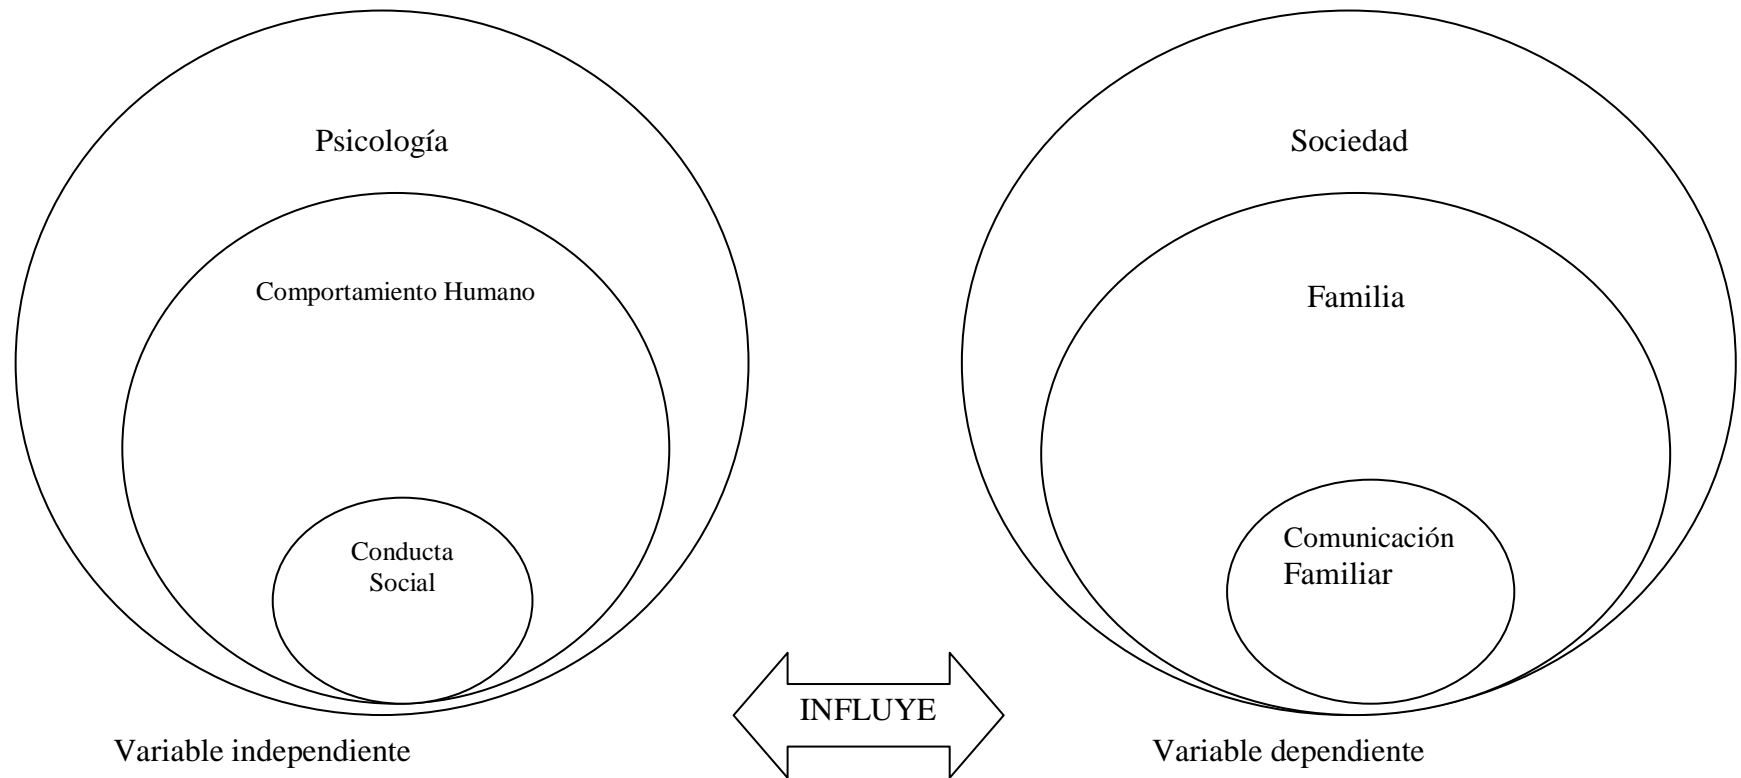 Psicología
Comportamiento Humano
Conducta
Social
Variable independiente
INFLUYE
Sociedad
Familia
Comunicación
Familiar
Variable dependiente